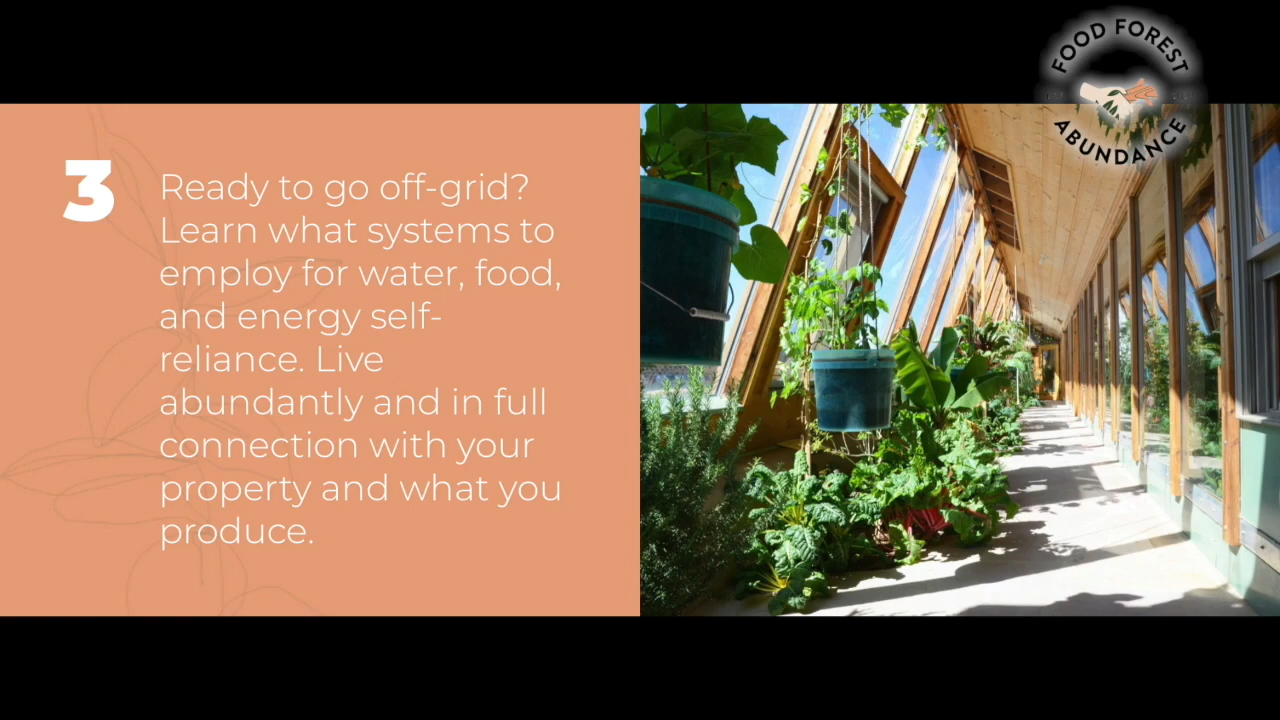 FOOD FOREST
ABUNDANCE
3
Ready to go off-grid?
Learn what systems to
employ for water, food,
and energy self-
reliance. Live
abundantly and in full
connection with your
property and what you
produce.